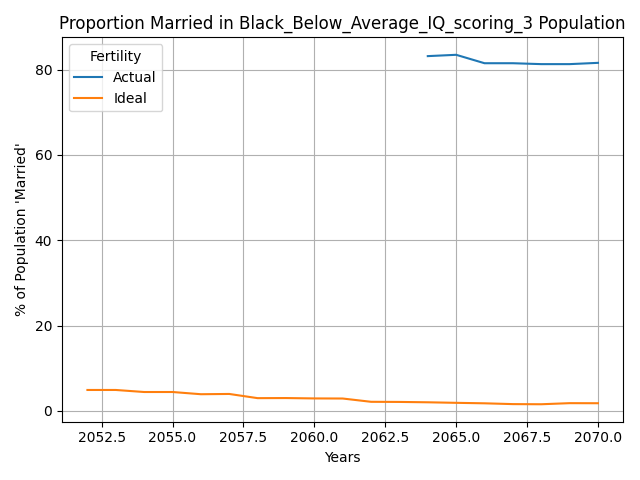 Proportion Married in Black_Below_Average_IQ_scoring_3 Population
Fertility
Actual
Ideal
% of Population 'Married'
80
60
40
20
0
2052.5 2055.0 2057.5 2060.0 2062.5 2065.0 2067.5 2070.0
Years